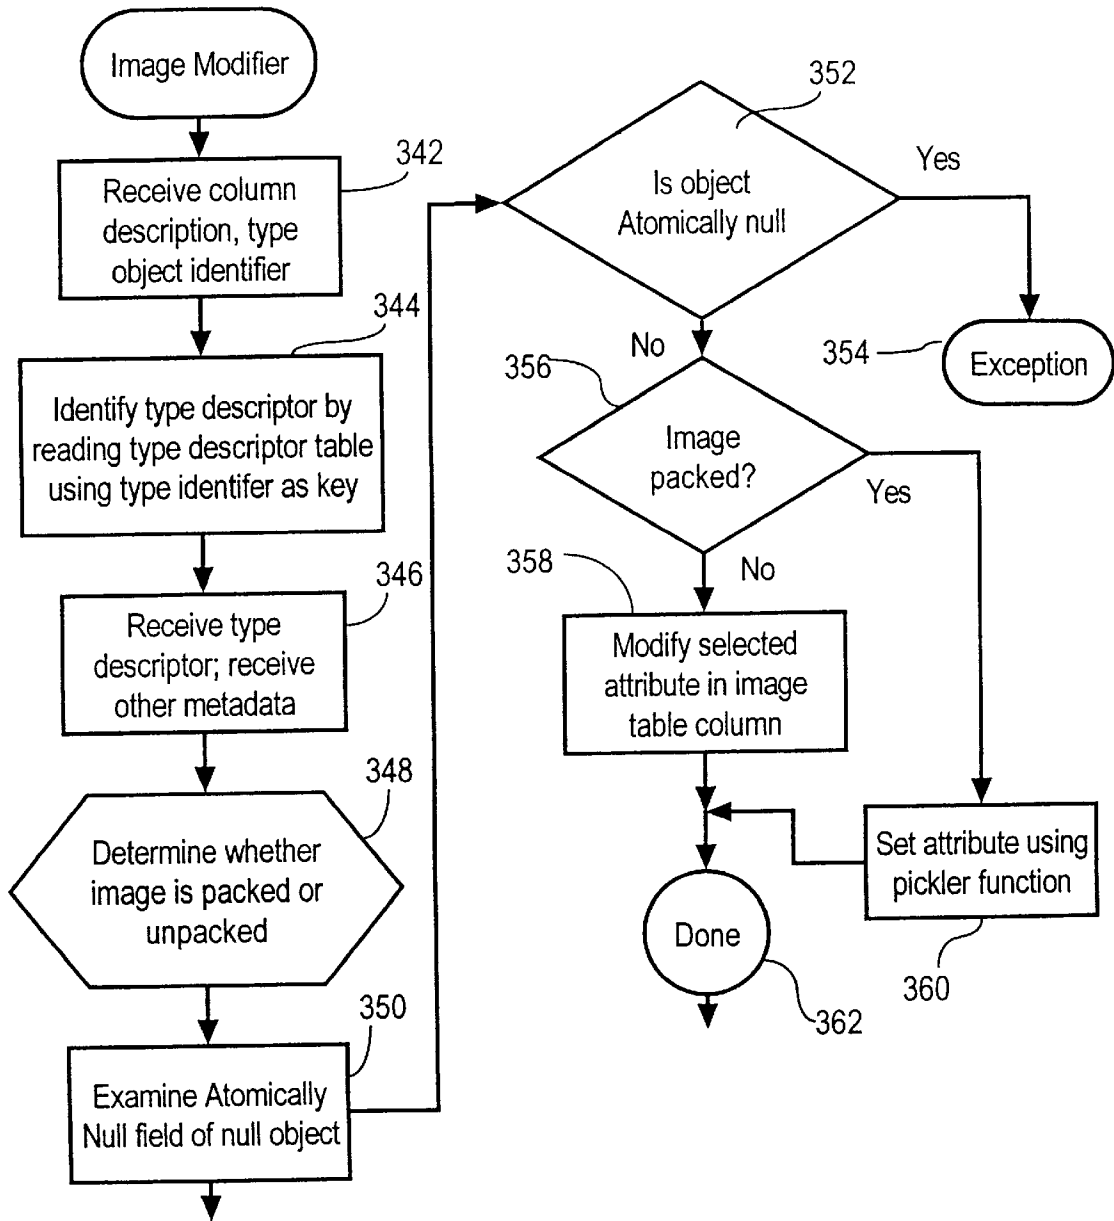 Image Modifier
342
Receive column
description, type
object identifier
344
Identify type descriptor by
reading type descriptor table
using type identifer as key
346
Receive type
descriptor; receive
other metadata
348
Determine whether
image is packed or
unpacked
350
Examine Atomically
Null field of null object
352
Is object
Atomically null
Yes
354
Exception
No
356
Image
packed?
Yes
358
No
Modify selected
attribute in image
table column
Set attribute using
pickler function
360
Done
362